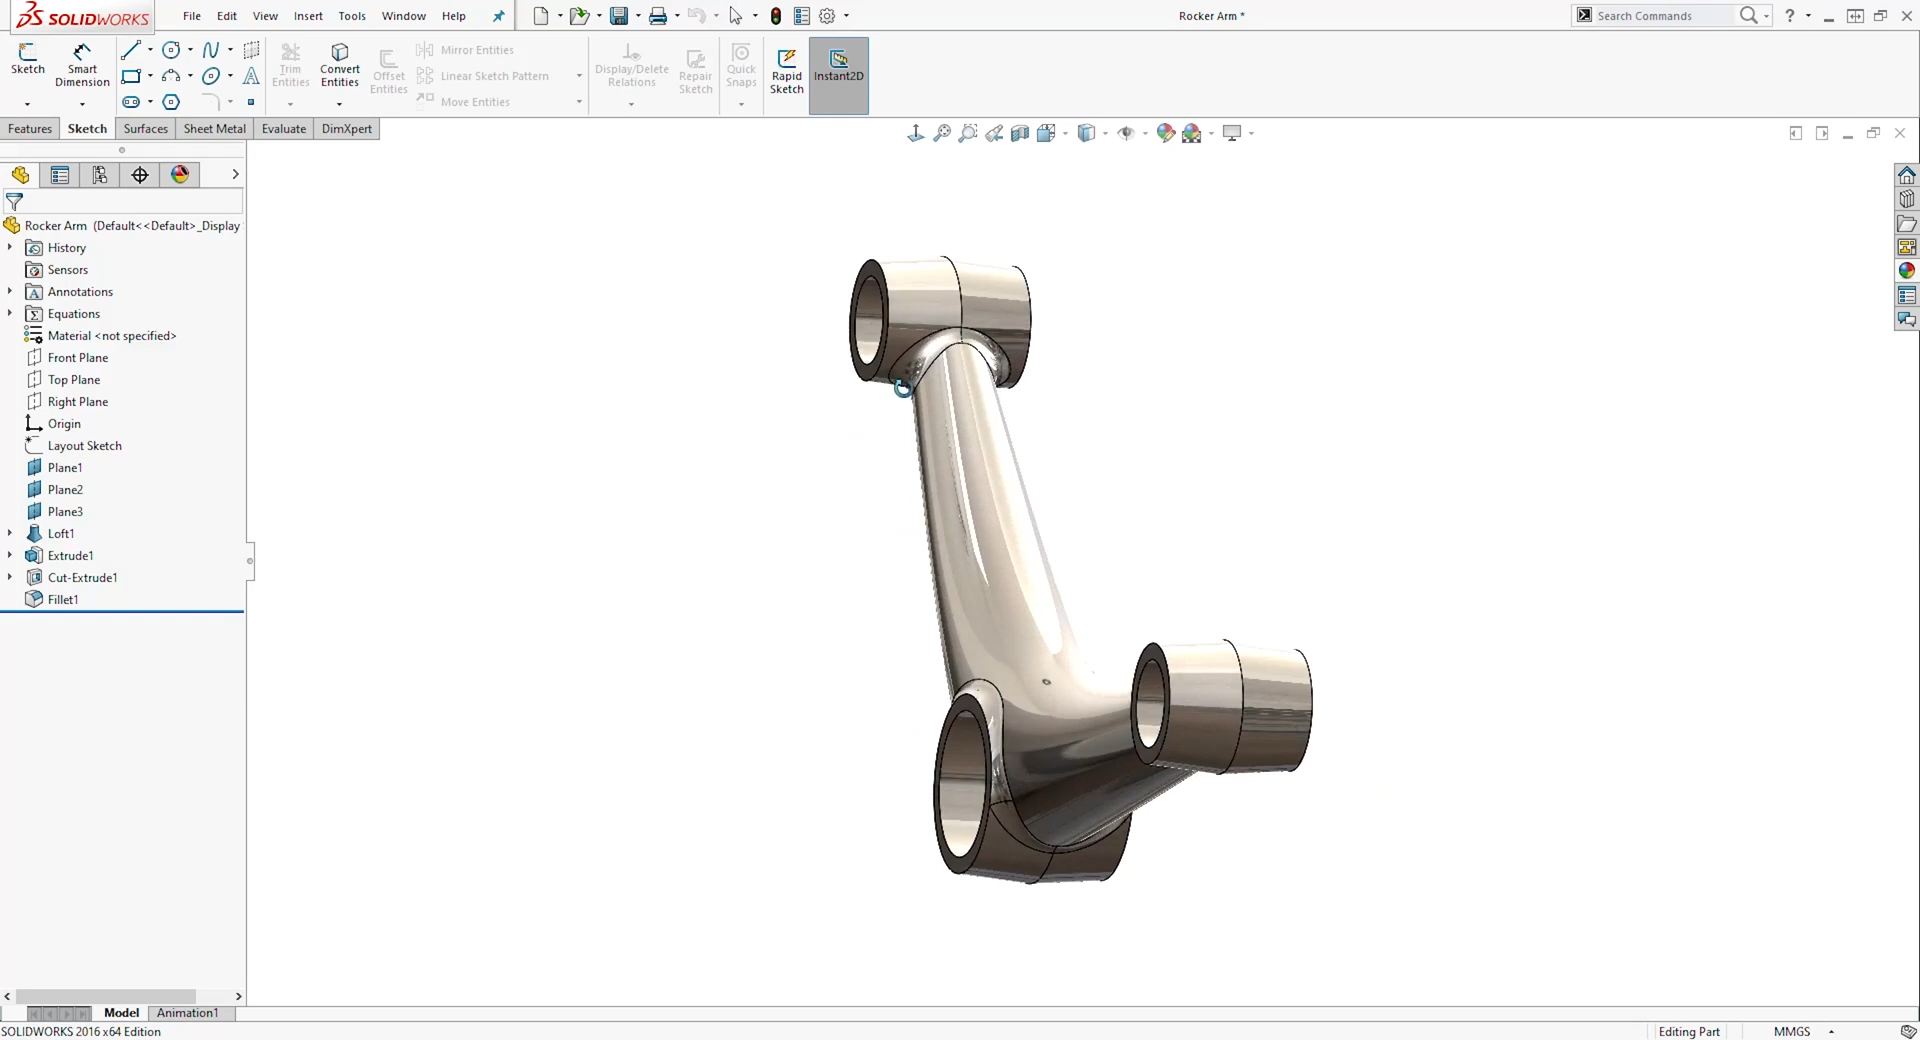 SOLIDWORKS File Edit View Insert Tools Window Help Rocker Arm * Search Commands
Sketch Smart Dimension Trim Entities Convert Entities Offset Entities Mirror Entities Linear Sketch Pattern Move Entities Display/Delete Relations Repair Sketch Quick Snaps Rapid Sketch Instant2D
Features Sketch Surfaces Sheet Metal Evaluate DimXpert
Rocker Arm (Default<<Default>_Display
History
Sensors
Annotations
Equations
Material <not specified>
Front Plane
Top Plane
Right Plane
Origin
Layout Sketch
Plane1
Plane2
Plane3
Loft1
Extrude1
Cut-Extrude1
Fillet1
Model Animation1
SOLIDWORKS 2016 x64 Edition Editing Part MMGS